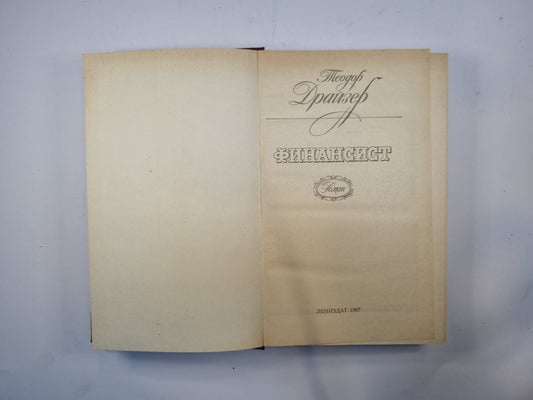 Теодор
Драйзер
ФИНАНСИСТ
Роман
ЛЕНИЗДАТ·1987